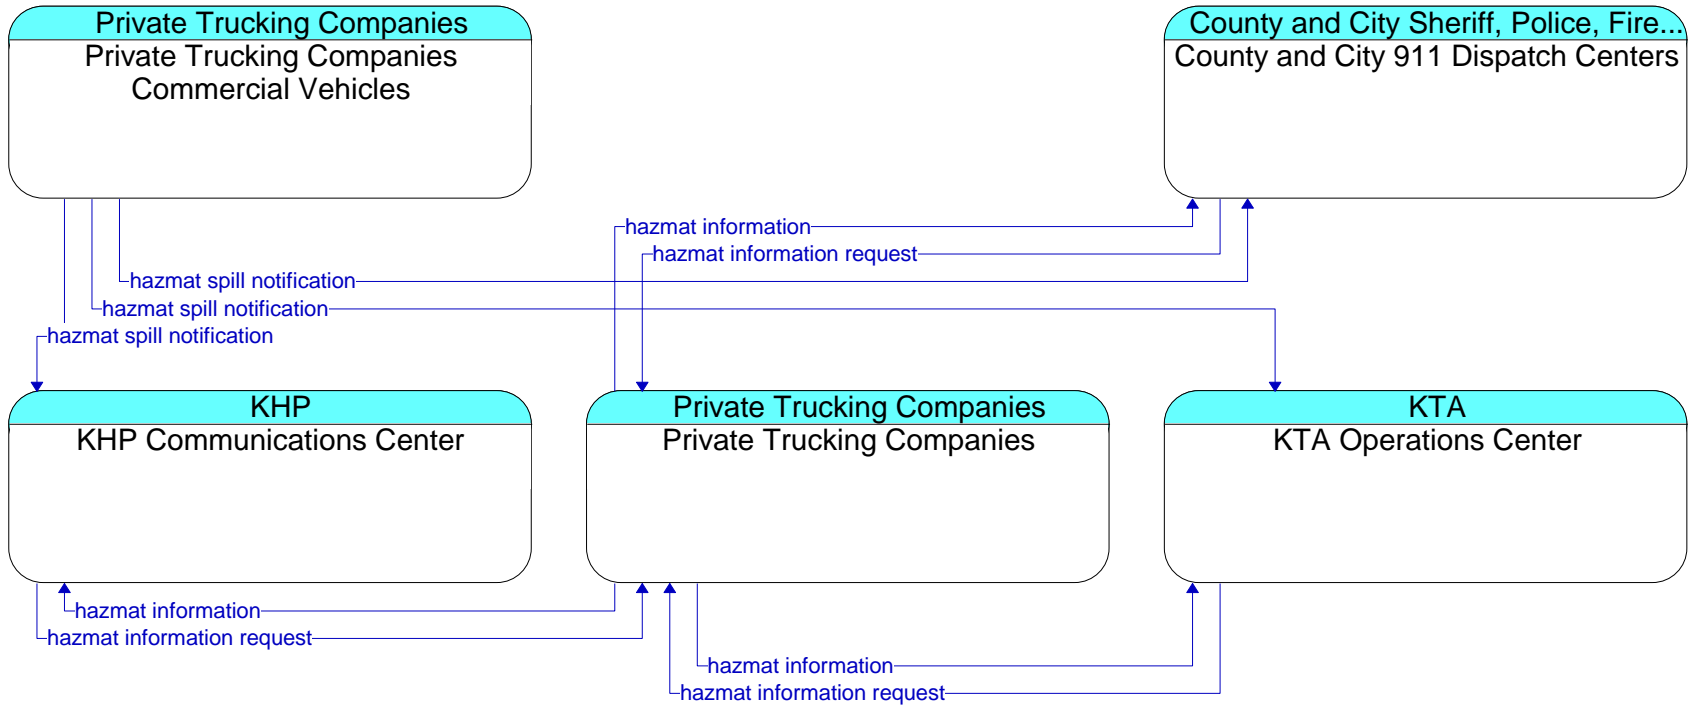 Private Trucking Companies
Private Trucking Companies
Commercial Vehicles
County and City Sheriff, Police, Fire...
County and City 911 Dispatch Centers
hazmat information
hazmat information request
hazmat spill notification
hazmat spill notification
hazmat spill notification
KHP
KHP Communications Center
Private Trucking Companies
Private Trucking Companies
KTA
KTA Operations Center
hazmat information
hazmat information request
hazmat information
hazmat information request